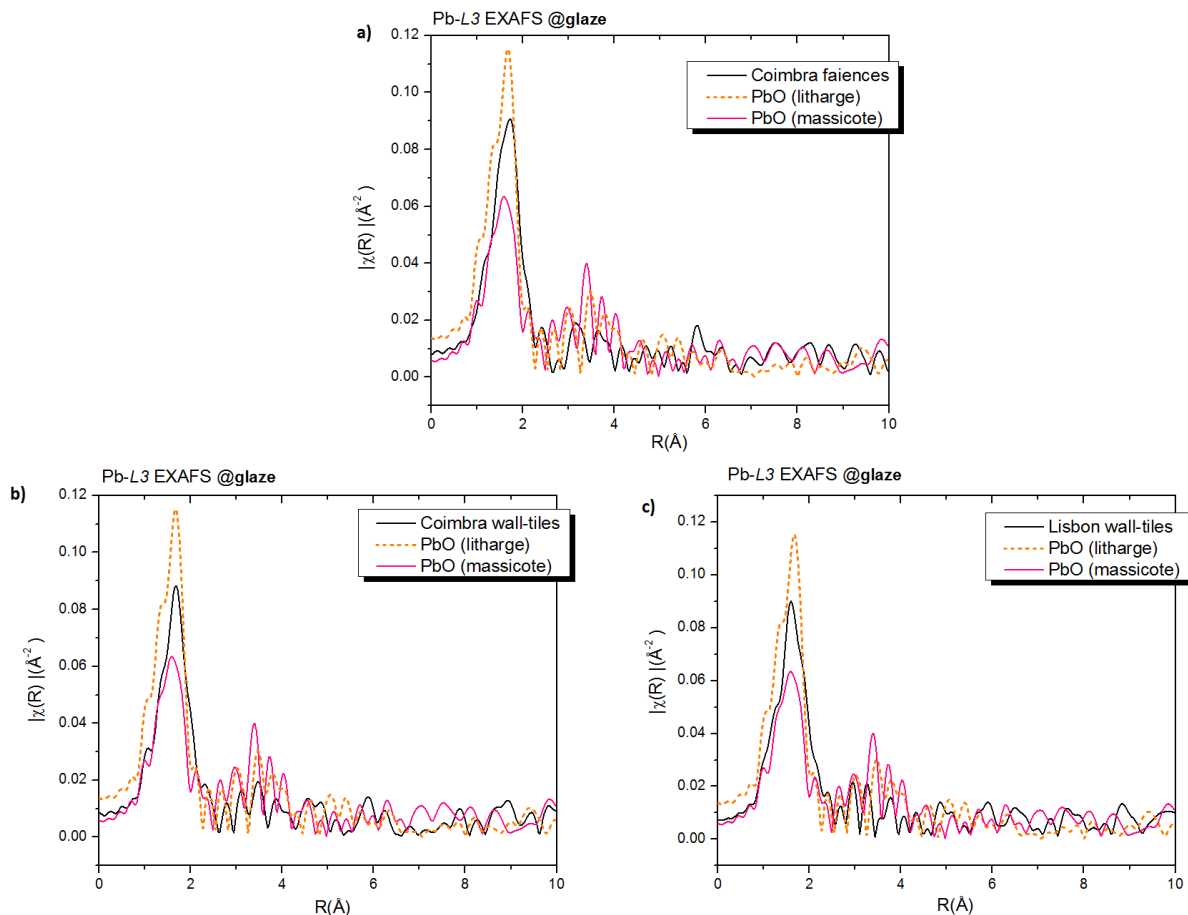 Pb-L3 EXAFS @glaze
a)
0.12
0.10
0.08
0.06
0.04
0.02
0.00
|χ(R) |(Å⁻²)
Coimbra faiences
PbO (litharge)
PbO (massicote)
0 2 4 6 8 10
R(Å)
Pb-L3 EXAFS @glaze
b)
0.12
0.10
0.08
0.06
0.04
0.02
0.00
|χ(R) |(Å⁻²)
Coimbra wall-tiles
PbO (litharge)
PbO (massicote)
0 2 4 6 8 10
R(Å)
Pb-L3 EXAFS @glaze
c)
0.12
0.10
0.08
0.06
0.04
0.02
0.00
|χ(R) |(Å⁻²)
Lisbon wall-tiles
PbO (litharge)
PbO (massicote)
0 2 4 6 8 10
R(Å)